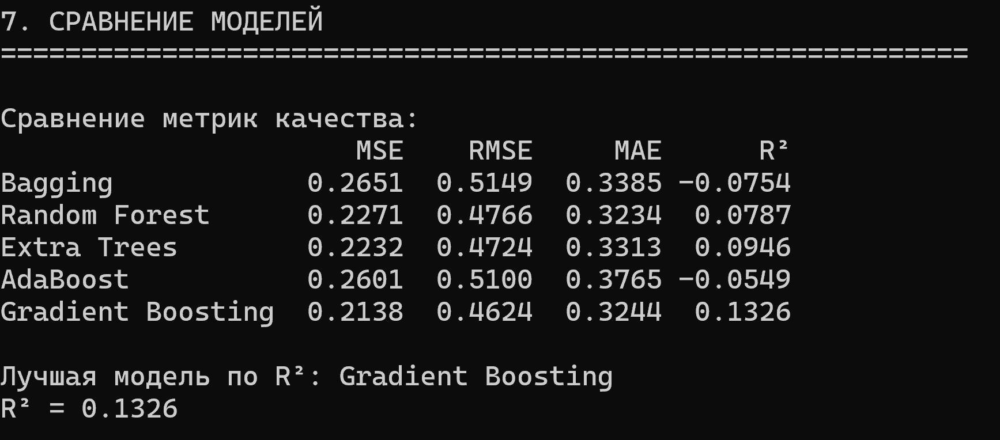 7. СРАВНЕНИЕ МОДЕЛЕЙ
============================================================
Сравнение метрик качества:
MSE RMSE MAE R²
Bagging 0.2651 0.5149 0.3385 -0.0754
Random Forest 0.2271 0.4766 0.3234 0.0787
Extra Trees 0.2232 0.4724 0.3313 0.0946
AdaBoost 0.2601 0.5100 0.3765 -0.0549
Gradient Boosting 0.2138 0.4624 0.3244 0.1326
Лучшая модель по R²: Gradient Boosting
R² = 0.1326